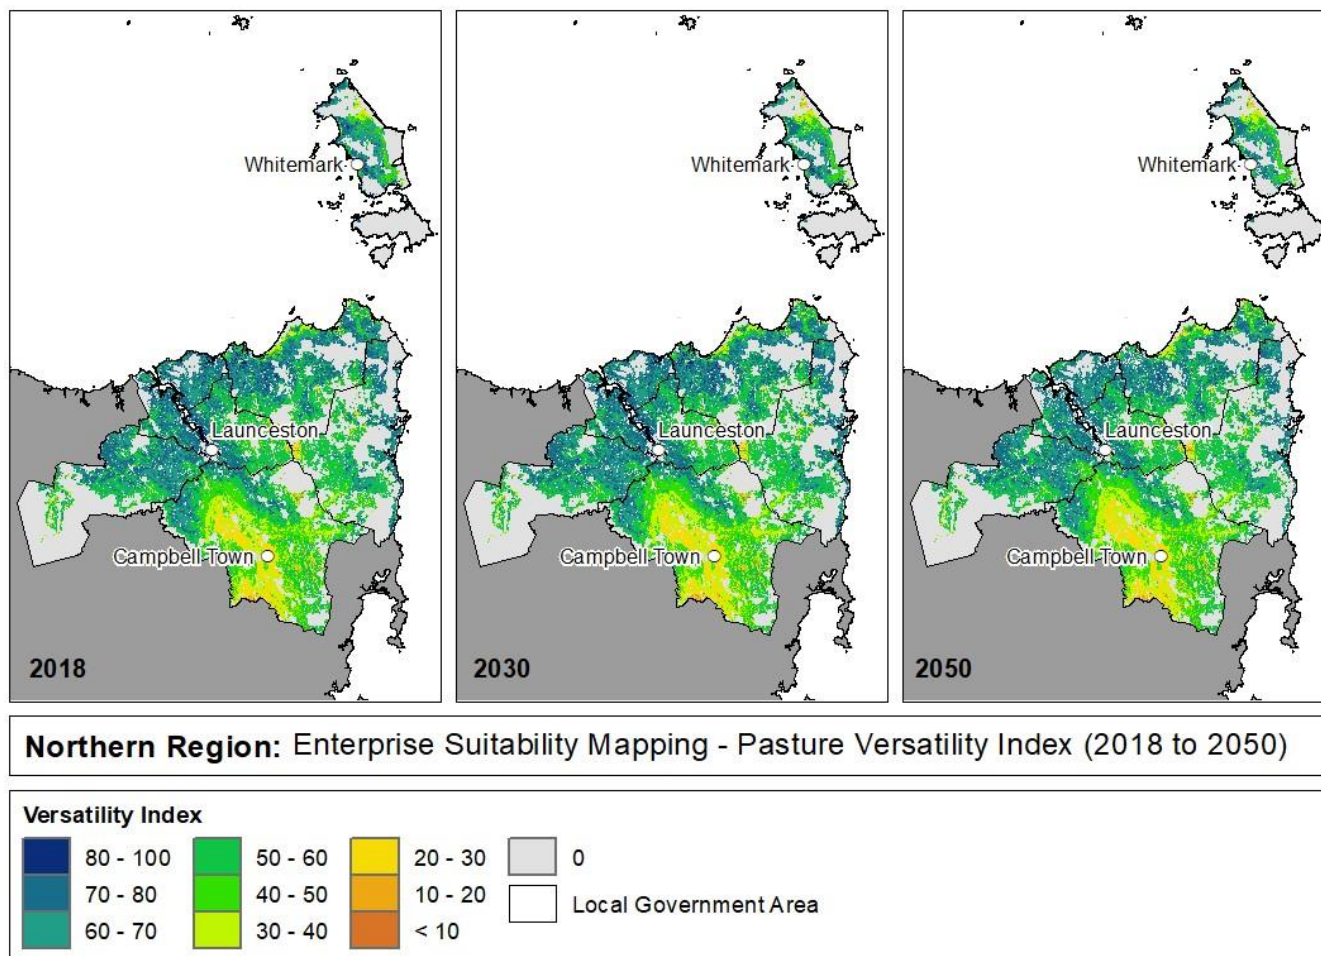 Whitemark
Launceston
Campbell Town
2018
Whitemark
Launceston
Campbell Town
2030
Whitemark
Launceston
Campbell Town
2050
Northern Region: Enterprise Suitability Mapping - Pasture Versatility Index (2018 to 2050)
Versatility Index
80 - 100
70 - 80
60 - 70
50 - 60
40 - 50
30 - 40
20 - 30
10 - 20
< 10
0
Local Government Area